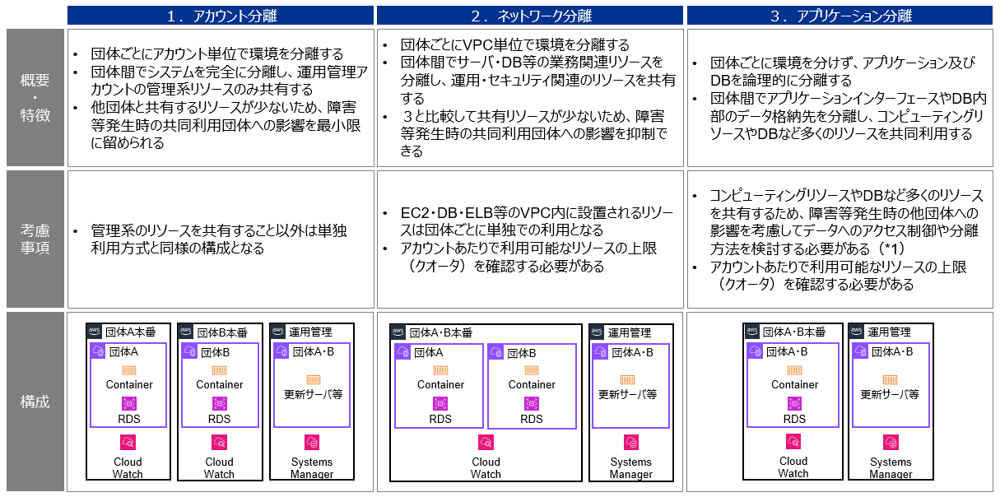 １．アカウント分離
２．ネットワーク分離
３．アプリケーション分離
概要
・
特徴
• 団体ごとにアカウント単位で環境を分離する
• 団体間でシステムを完全に分離し、運用管理ア
カウントの管理系リソースのみ共有する
• 他団体と共有するリソースが少ないため、障害
等発生時の共同利用団体への影響を最小限
に留められる
• 団体ごとにVPC単位で環境を分離する
• 団体間でサーバ・DB等の業務関連リソースを
分離し、運用・セキュリティ関連のリソースを共有
する
• ３と比較して共有リソースが少ないため、障害
等発生時の共同利用団体への影響を抑制で
きる
• 団体ごとに環境を分けず、アプリケーション及び
DBを論理的に分離する
• 団体間でアプリケーションインターフェースやDB内
部のデータ格納先を分離し、コンピューティングリ
ソースやDBなど多くのリソースを共同利用する
考慮
事項
• 管理系のリソースを共有すること以外は単独
利用方式と同様の構成となる
• EC2・DB・ELB等のVPC内に設置されるリソー
スは団体ごとに単独での利用となる
• アカウントあたりで利用可能なリソースの上限
（クオータ）を確認する必要がある
• コンピューティングリソースやDBなど多くのリソース
を共有するため、障害等発生時の他団体への
影響を考慮してデータへのアクセス制御や分離
方法を検討する必要がある（*1）
• アカウントあたりで利用可能なリソースの上限
（クオータ）を確認する必要がある
構成
aws 団体A本番
団体A
Container
RDS
Cloud
Watch
aws 団体B本番
団体B
Container
RDS
Cloud
Watch
aws 運用管理
団体A・B
更新サーバ等
Systems
Manager
aws 団体A・B本番
団体A
Container
RDS
団体B
Container
RDS
Cloud
Watch
aws 運用管理
団体A・B
更新サーバ等
Systems
Manager
aws 団体A・B本番
団体A・B
Container
RDS
Cloud
Watch
aws 運用管理
団体A・B
更新サーバ等
Systems
Manager